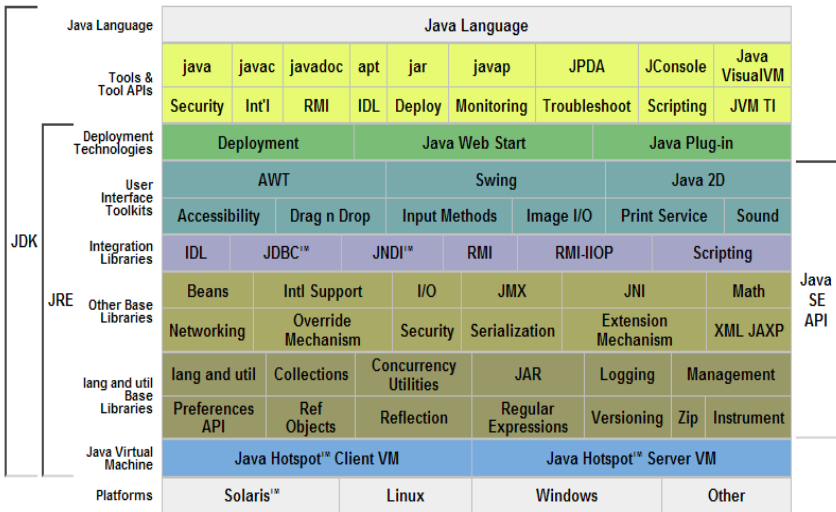 Java Language Java Language
Tools &
Tool APIs
java javac javadoc apt jar javap JPDA JConsole Java
VisualVM
Security Int'l RMI IDL Deploy Monitoring Troubleshoot Scripting JVM TI
Deployment
Technologies
Deployment Java Web Start Java Plug-in
User
Interface
Toolkits
AWT Swing Java 2D
Accessibility Drag n Drop Input Methods Image I/O Print Service Sound
Integration
Libraries
IDL JDBC™ JNDI™ RMI RMI-IIOP Scripting
JDK
JRE
Other Base
Libraries
Beans Intl Support I/O JMX JNI Math
Networking Override
Mechanism Security Serialization Extension
Mechanism XML JAXP
Java
SE
API
lang and util
Base
Libraries
lang and util Collections Concurrency
Utilities JAR Logging Management
Preferences
API Ref
Objects Reflection Regular
Expressions Versioning Zip Instrument
Java Virtual
Machine
Java Hotspot™ Client VM Java Hotspot™ Server VM
Platforms Solaris™ Linux Windows Other